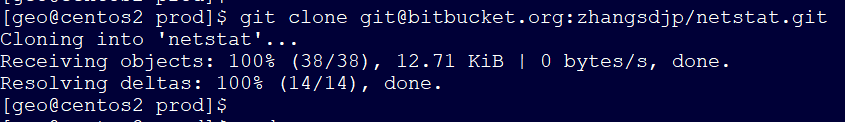 [geo@centos2 prod]$ git clone git@bitbucket.org:zhangsdjp/netstat.git
Cloning into 'netstat'...
Receiving objects: 100% (38/38), 12.71 KiB | 0 bytes/s, done.
Resolving deltas: 100% (14/14), done.
[geo@centos2 prod]$